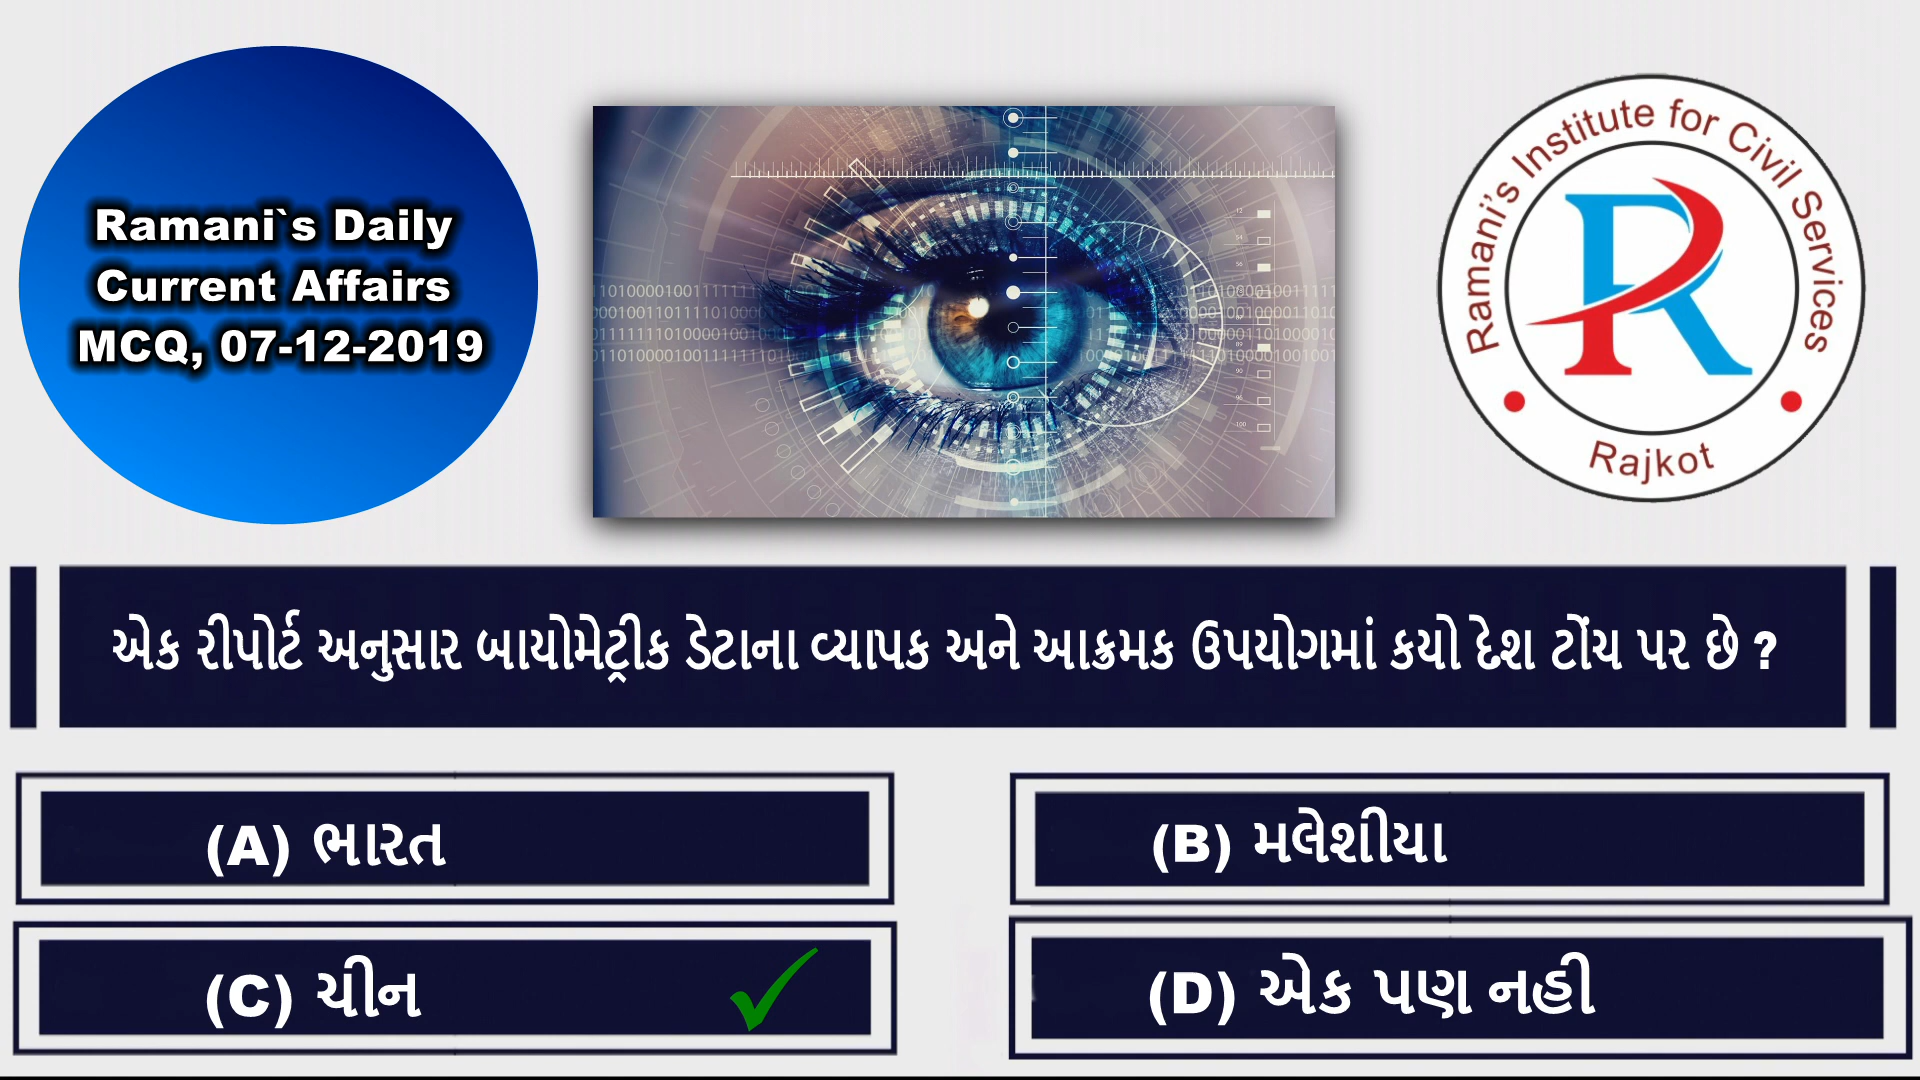 Ramani`s Daily
Current Affairs
MCQ, 07-12-2019
Ramani's Institute for Civil Services
Rajkot
એક રીપોર્ટ અનુસાર બાયોમેટ્રીક ડેટાના વ્યાપક અને આક્રમક ઉપયોગમાં કયો દેશ ટોંચ પર છે ?
(A) ભારત
(B) મલેશીયા
(C) ચીન
(D) એક પણ નહી